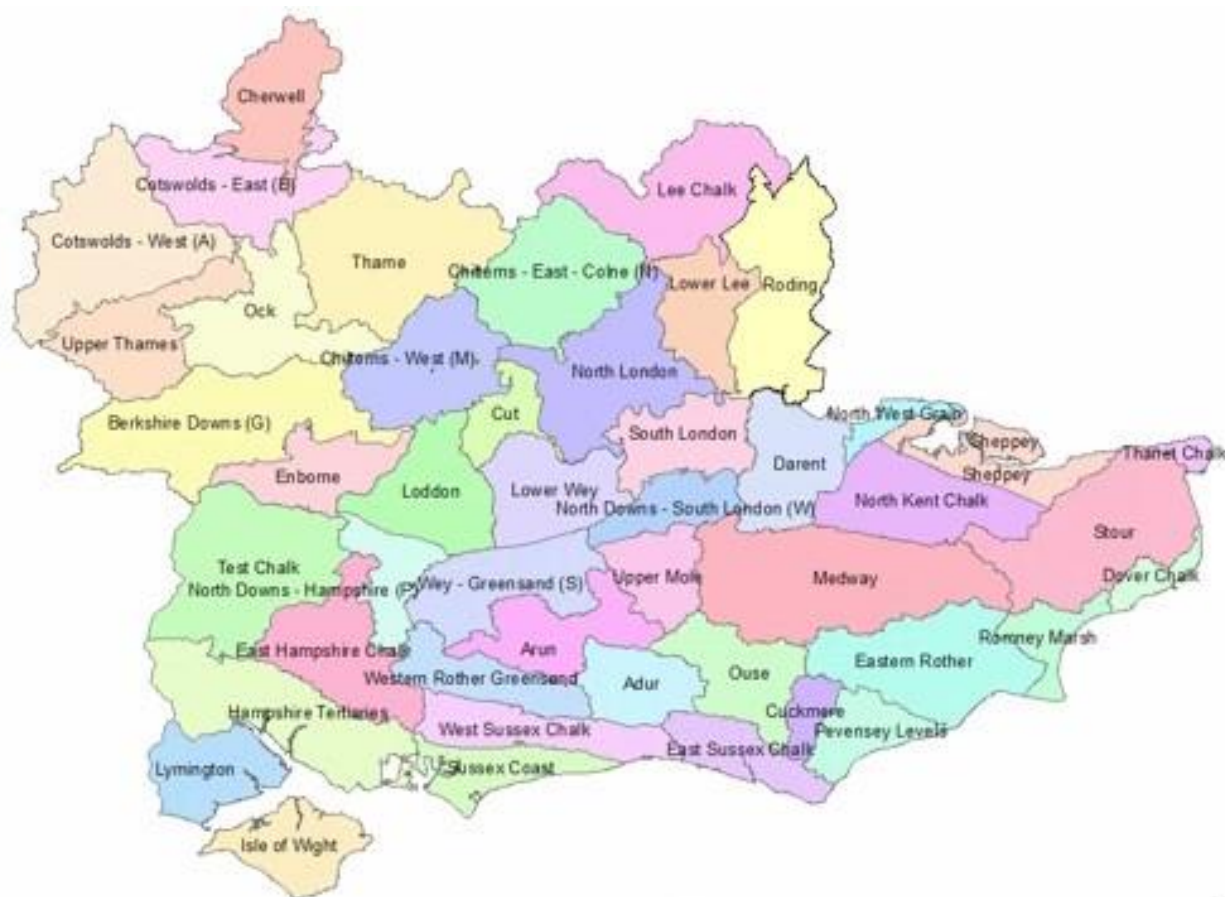 Cherwell
Cotswolds - East (B)
Lee Chalk
Cotswolds - West (A)
Thame
Chilterns - East - Colne (N)
Lower Lee
Roding
Ock
Upper Thames
Chilterns - West (M)
North London
Berkshire Downs (G)
Cut
South London
North West Grain
Sheppey
Thanet Chalk
Enborne
Loddon
Lower Wey
Darent
Sheppey
North Downs - South London (W)
North Kent Chalk
Stour
Test Chalk
North Downs - Hampshire (P)
Wey - Greensand (S)
Upper Mole
Medway
Dover Chalk
East Hampshire Chalk
Arun
Romney Marsh
Western Rother Greensand
Adur
Ouse
Eastern Rother
Hampshire Tertiaries
West Sussex Chalk
Cuckmere
East Sussex Chalk
Pevensey Levels
Lymington
Sussex Coast
Isle of Wight